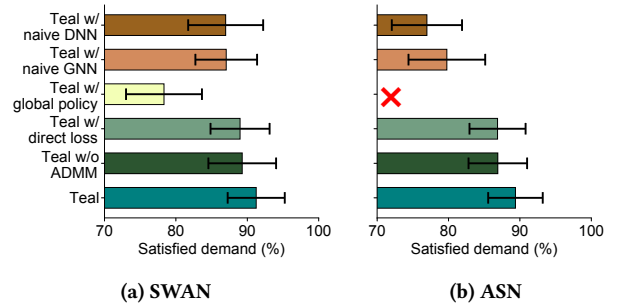 Teal w/
naive DNN
Teal w/
naive GNN
Teal w/
global policy
Teal w/
direct loss
Teal w/o
ADMM
Teal
70 80 90 100
Satisfied demand (%)
(a) SWAN
70 80 90 100
Satisfied demand (%)
(b) ASN